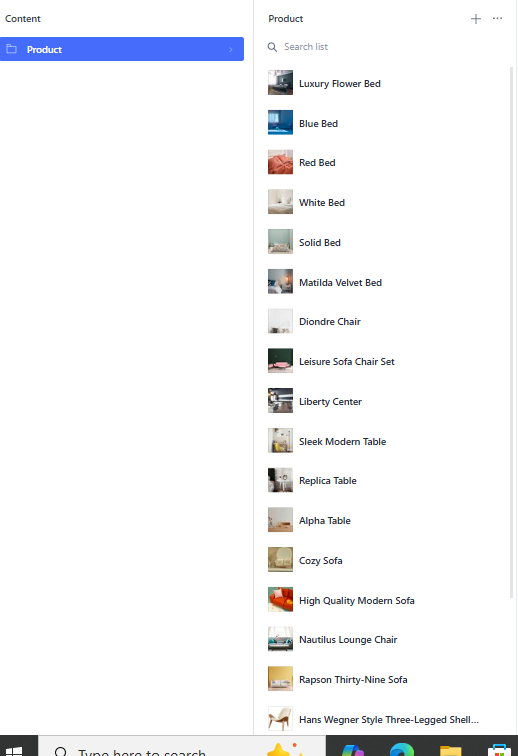 Content
Product
Product
Search list
Luxury Flower Bed
Blue Bed
Red Bed
White Bed
Solid Bed
Matilda Velvet Bed
Diondre Chair
Leisure Sofa Chair Set
Liberty Center
Sleek Modern Table
Replica Table
Alpha Table
Cozy Sofa
High Quality Modern Sofa
Nautilus Lounge Chair
Rapson Thirty-Nine Sofa
Hans Wegner Style Three-Legged Shell...
Type here to search